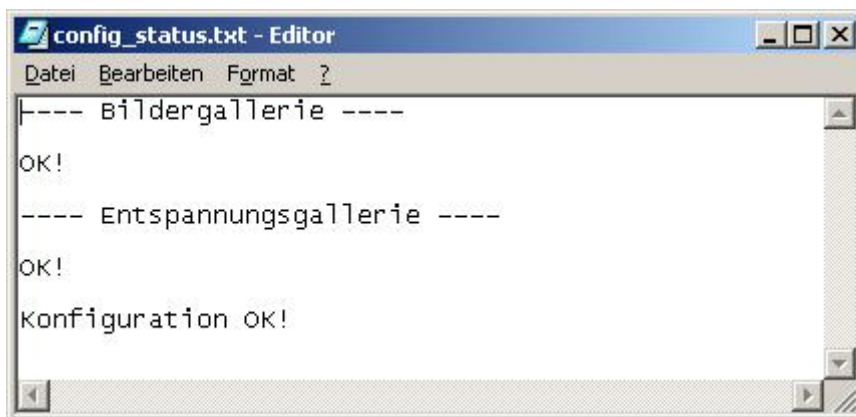 config_status.txt - Editor
Datei Bearbeiten Format ?
---- Bildergallerie ----
OK!
---- Entspannungsgallerie ----
OK!
Konfiguration OK!